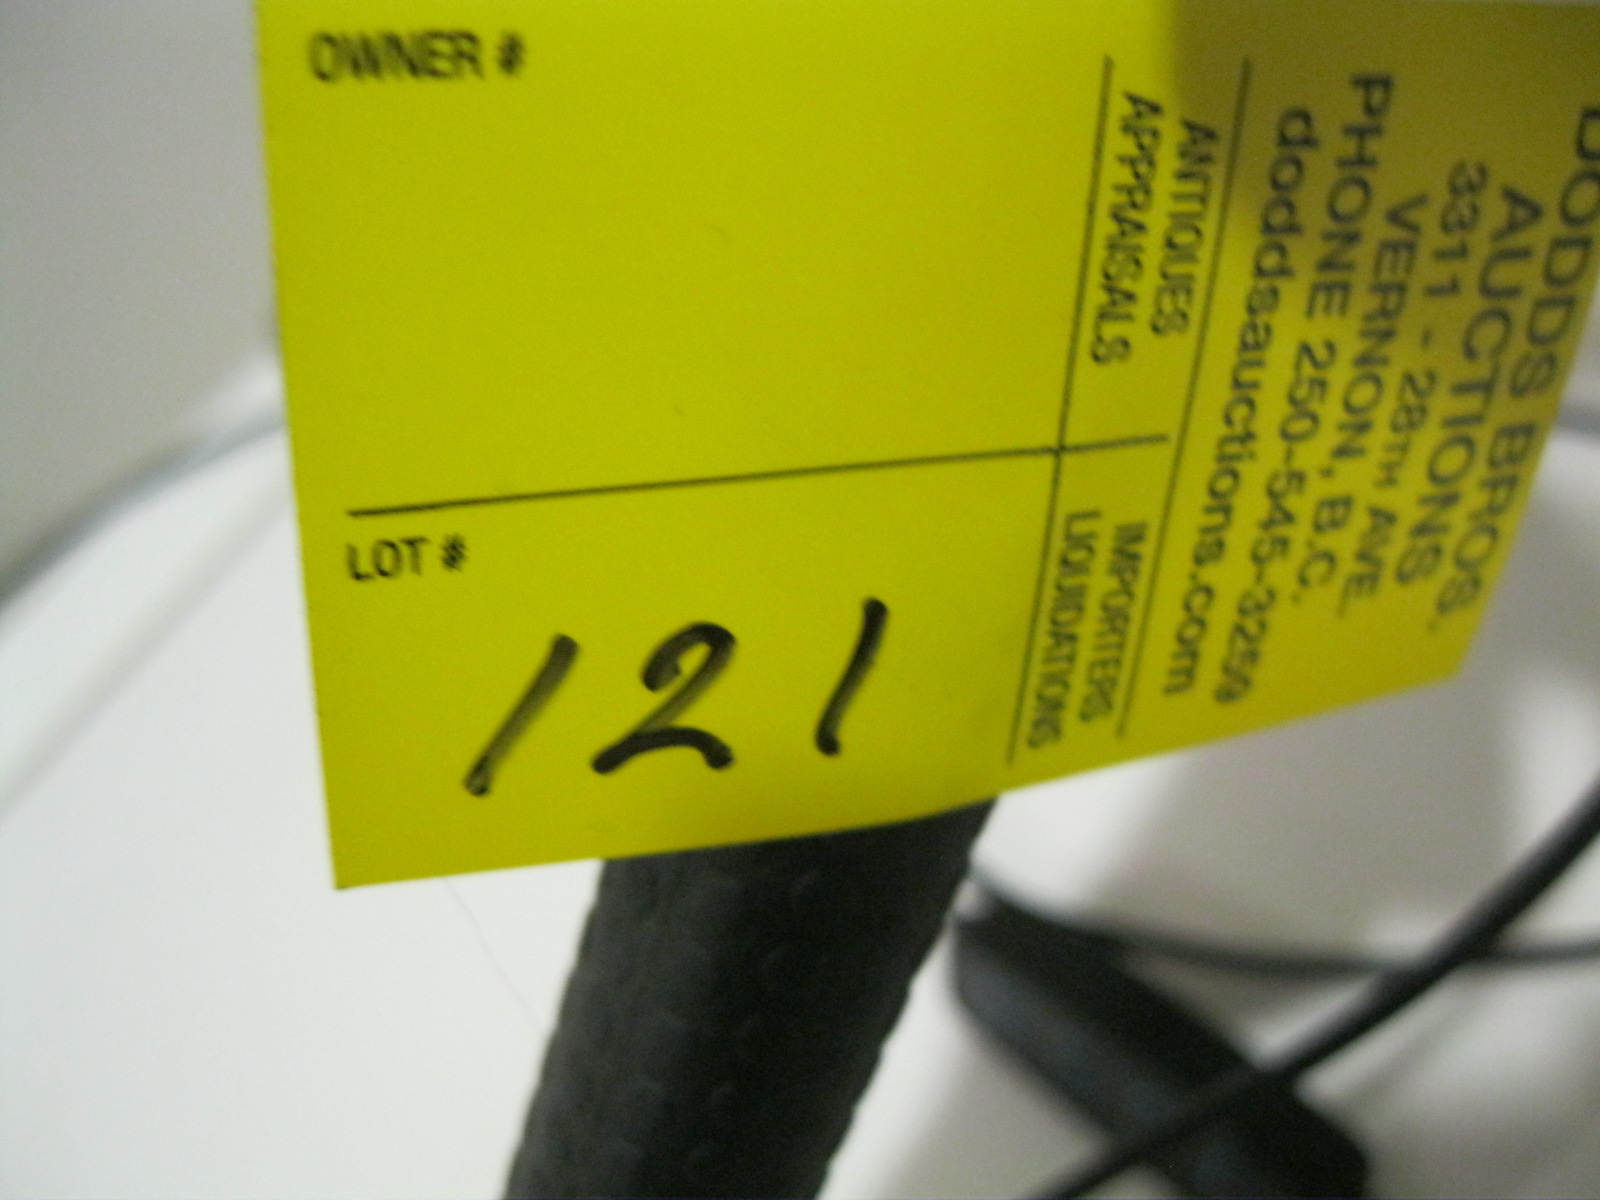 OWNER #
LOT #
121
DODDS BROS.
AUCTIONS
3311 - 28TH AVE.
VERNON, B.C.
PHONE 250-545-3259
doddsauctions.com
ANTIQUES
APPRAISALS
IMPORTERS
LIQUIDATIONS